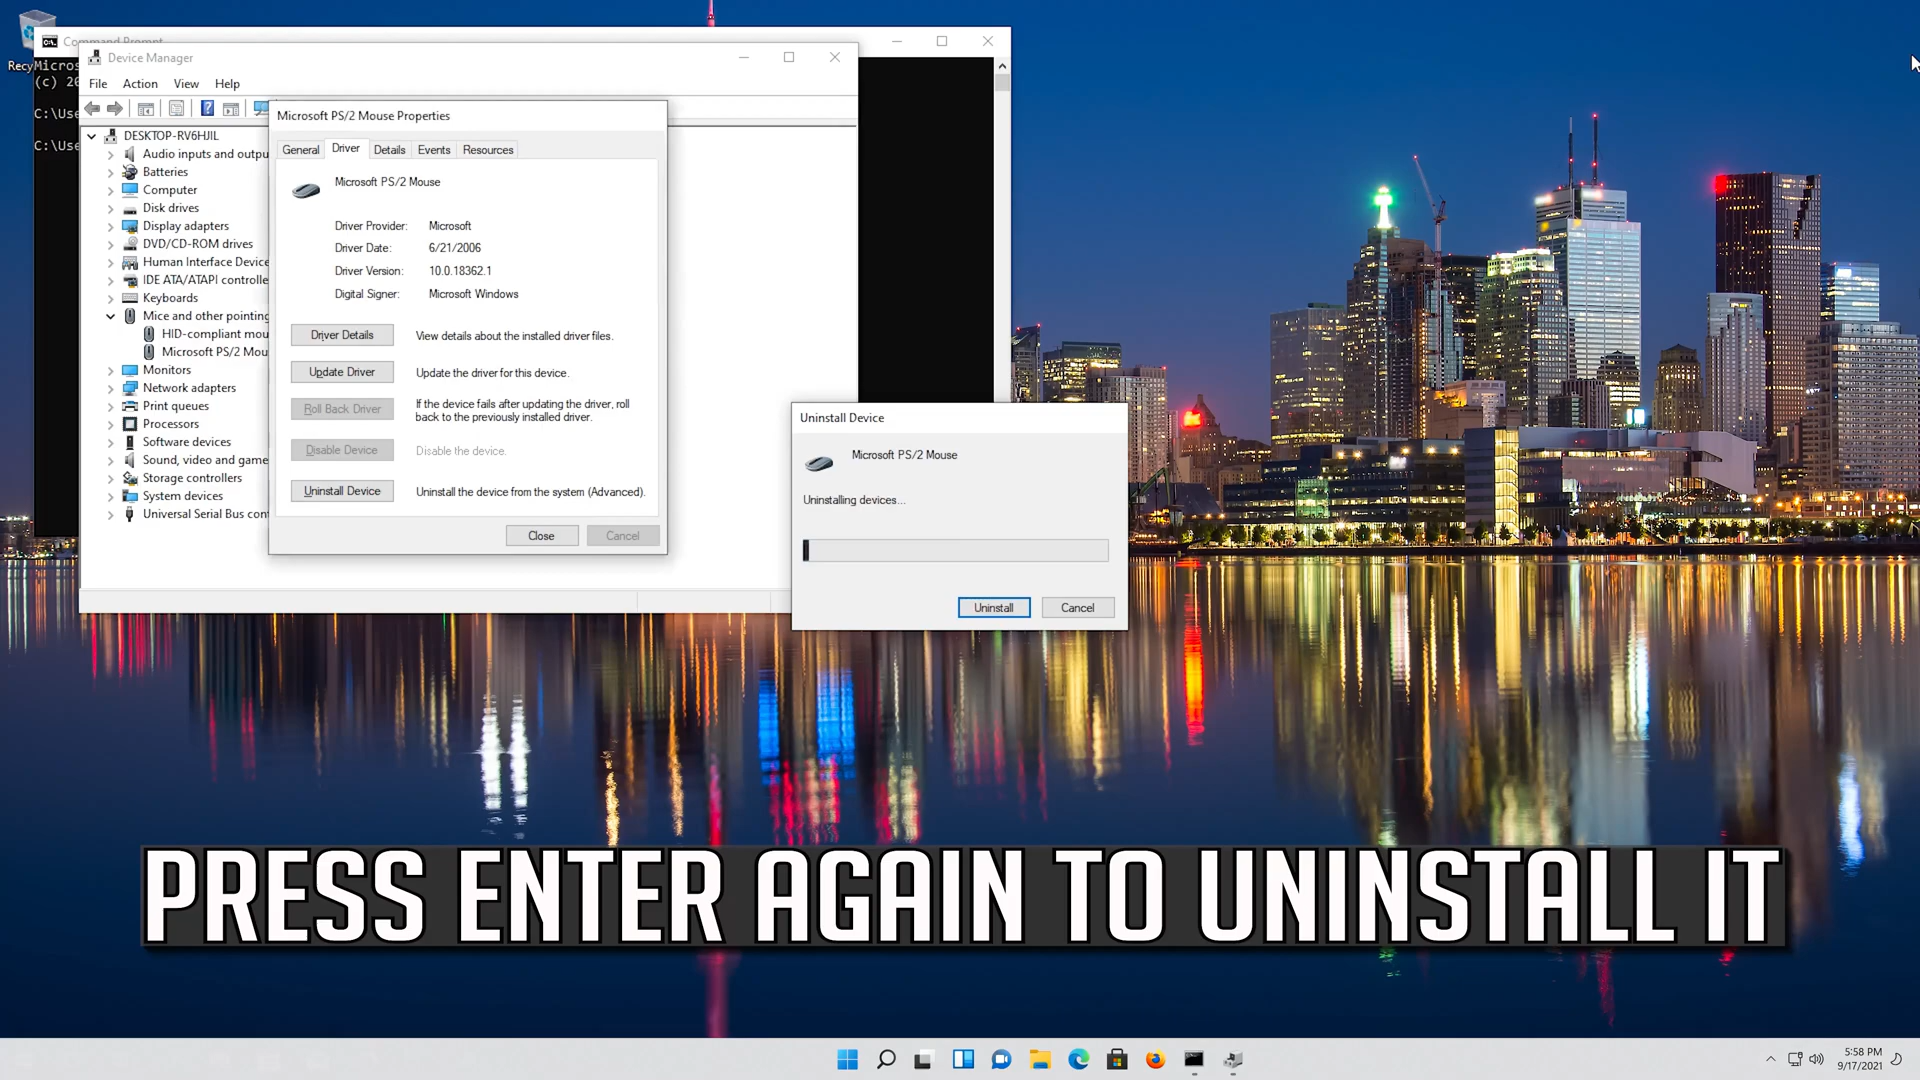 Command Prompt
Recy
Micros
(c) 20
C:\Use
C:\Use
Device Manager
File Action View Help
DESKTOP-RV6HJIL
Audio inputs and outpu
Batteries
Computer
Disk drives
Display adapters
DVD/CD-ROM drives
Human Interface Device
IDE ATA/ATAPI controlle
Keyboards
Mice and other pointing
HID-compliant mou
Microsoft PS/2 Mou
Monitors
Network adapters
Print queues
Processors
Software devices
Sound, video and game
Storage controllers
System devices
Universal Serial Bus con
Microsoft PS/2 Mouse Properties
General Driver Details Events Resources
Microsoft PS/2 Mouse
Driver Provider: Microsoft
Driver Date: 6/21/2006
Driver Version: 10.0.18362.1
Digital Signer: Microsoft Windows
Driver Details View details about the installed driver files.
Update Driver Update the driver for this device.
Roll Back Driver If the device fails after updating the driver, roll
back to the previously installed driver.
Disable Device Disable the device.
Uninstall Device Uninstall the device from the system (Advanced).
Close Cancel
Uninstall Device
Microsoft PS/2 Mouse
Uninstalling devices...
Uninstall Cancel
PRESS ENTER AGAIN TO UNINSTALL IT
5:58 PM
9/17/2021